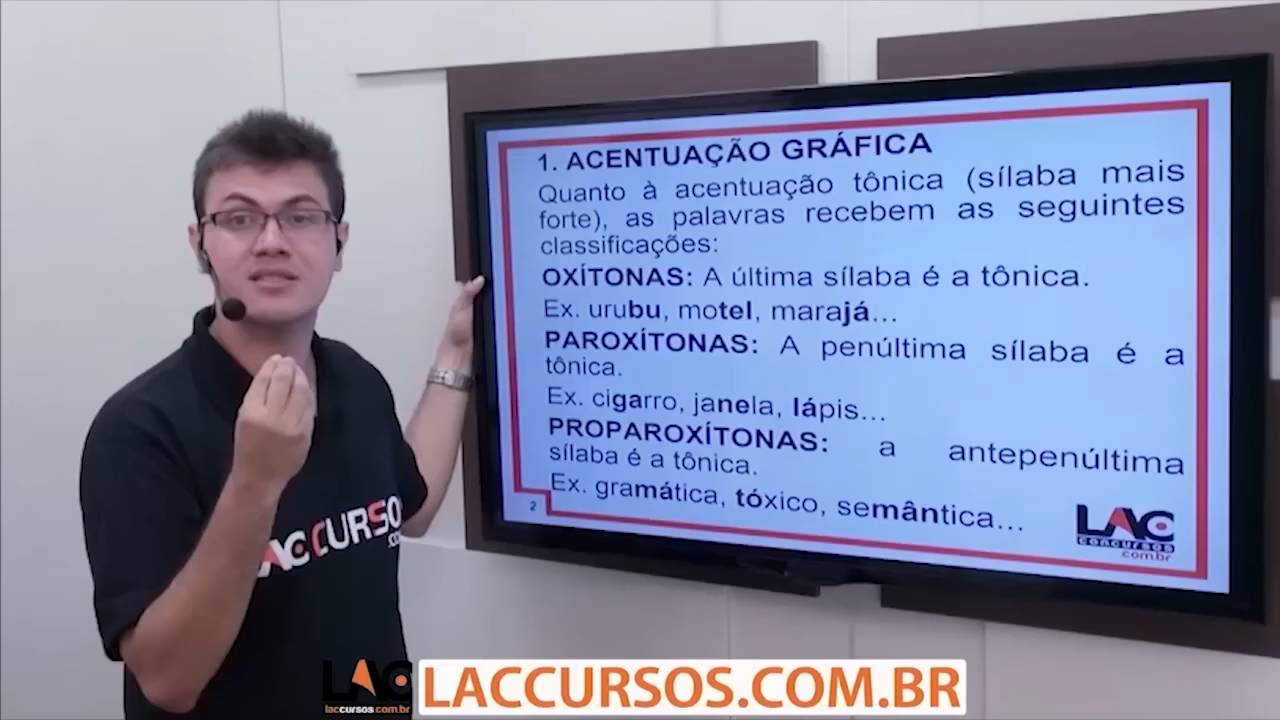 1. ACENTUAÇÃO GRÁFICA
Quanto à acentuação tônica (sílaba mais
forte), as palavras recebem as seguintes
classificações:
OXÍTONAS: A última sílaba é a tônica.
Ex. urubu, motel, marajá...
PAROXÍTONAS: A penúltima sílaba é a
tônica.
Ex. cigarro, janela, lápis...
PROPAROXÍTONAS: a antepenúltima
sílaba é a tônica.
Ex. gramática, tóxico, semântica...
2
LAC
concursos
.com.br
LAC CURSOS
.com
LAC
laccursos.com.br
LACCURSOS.COM.BR